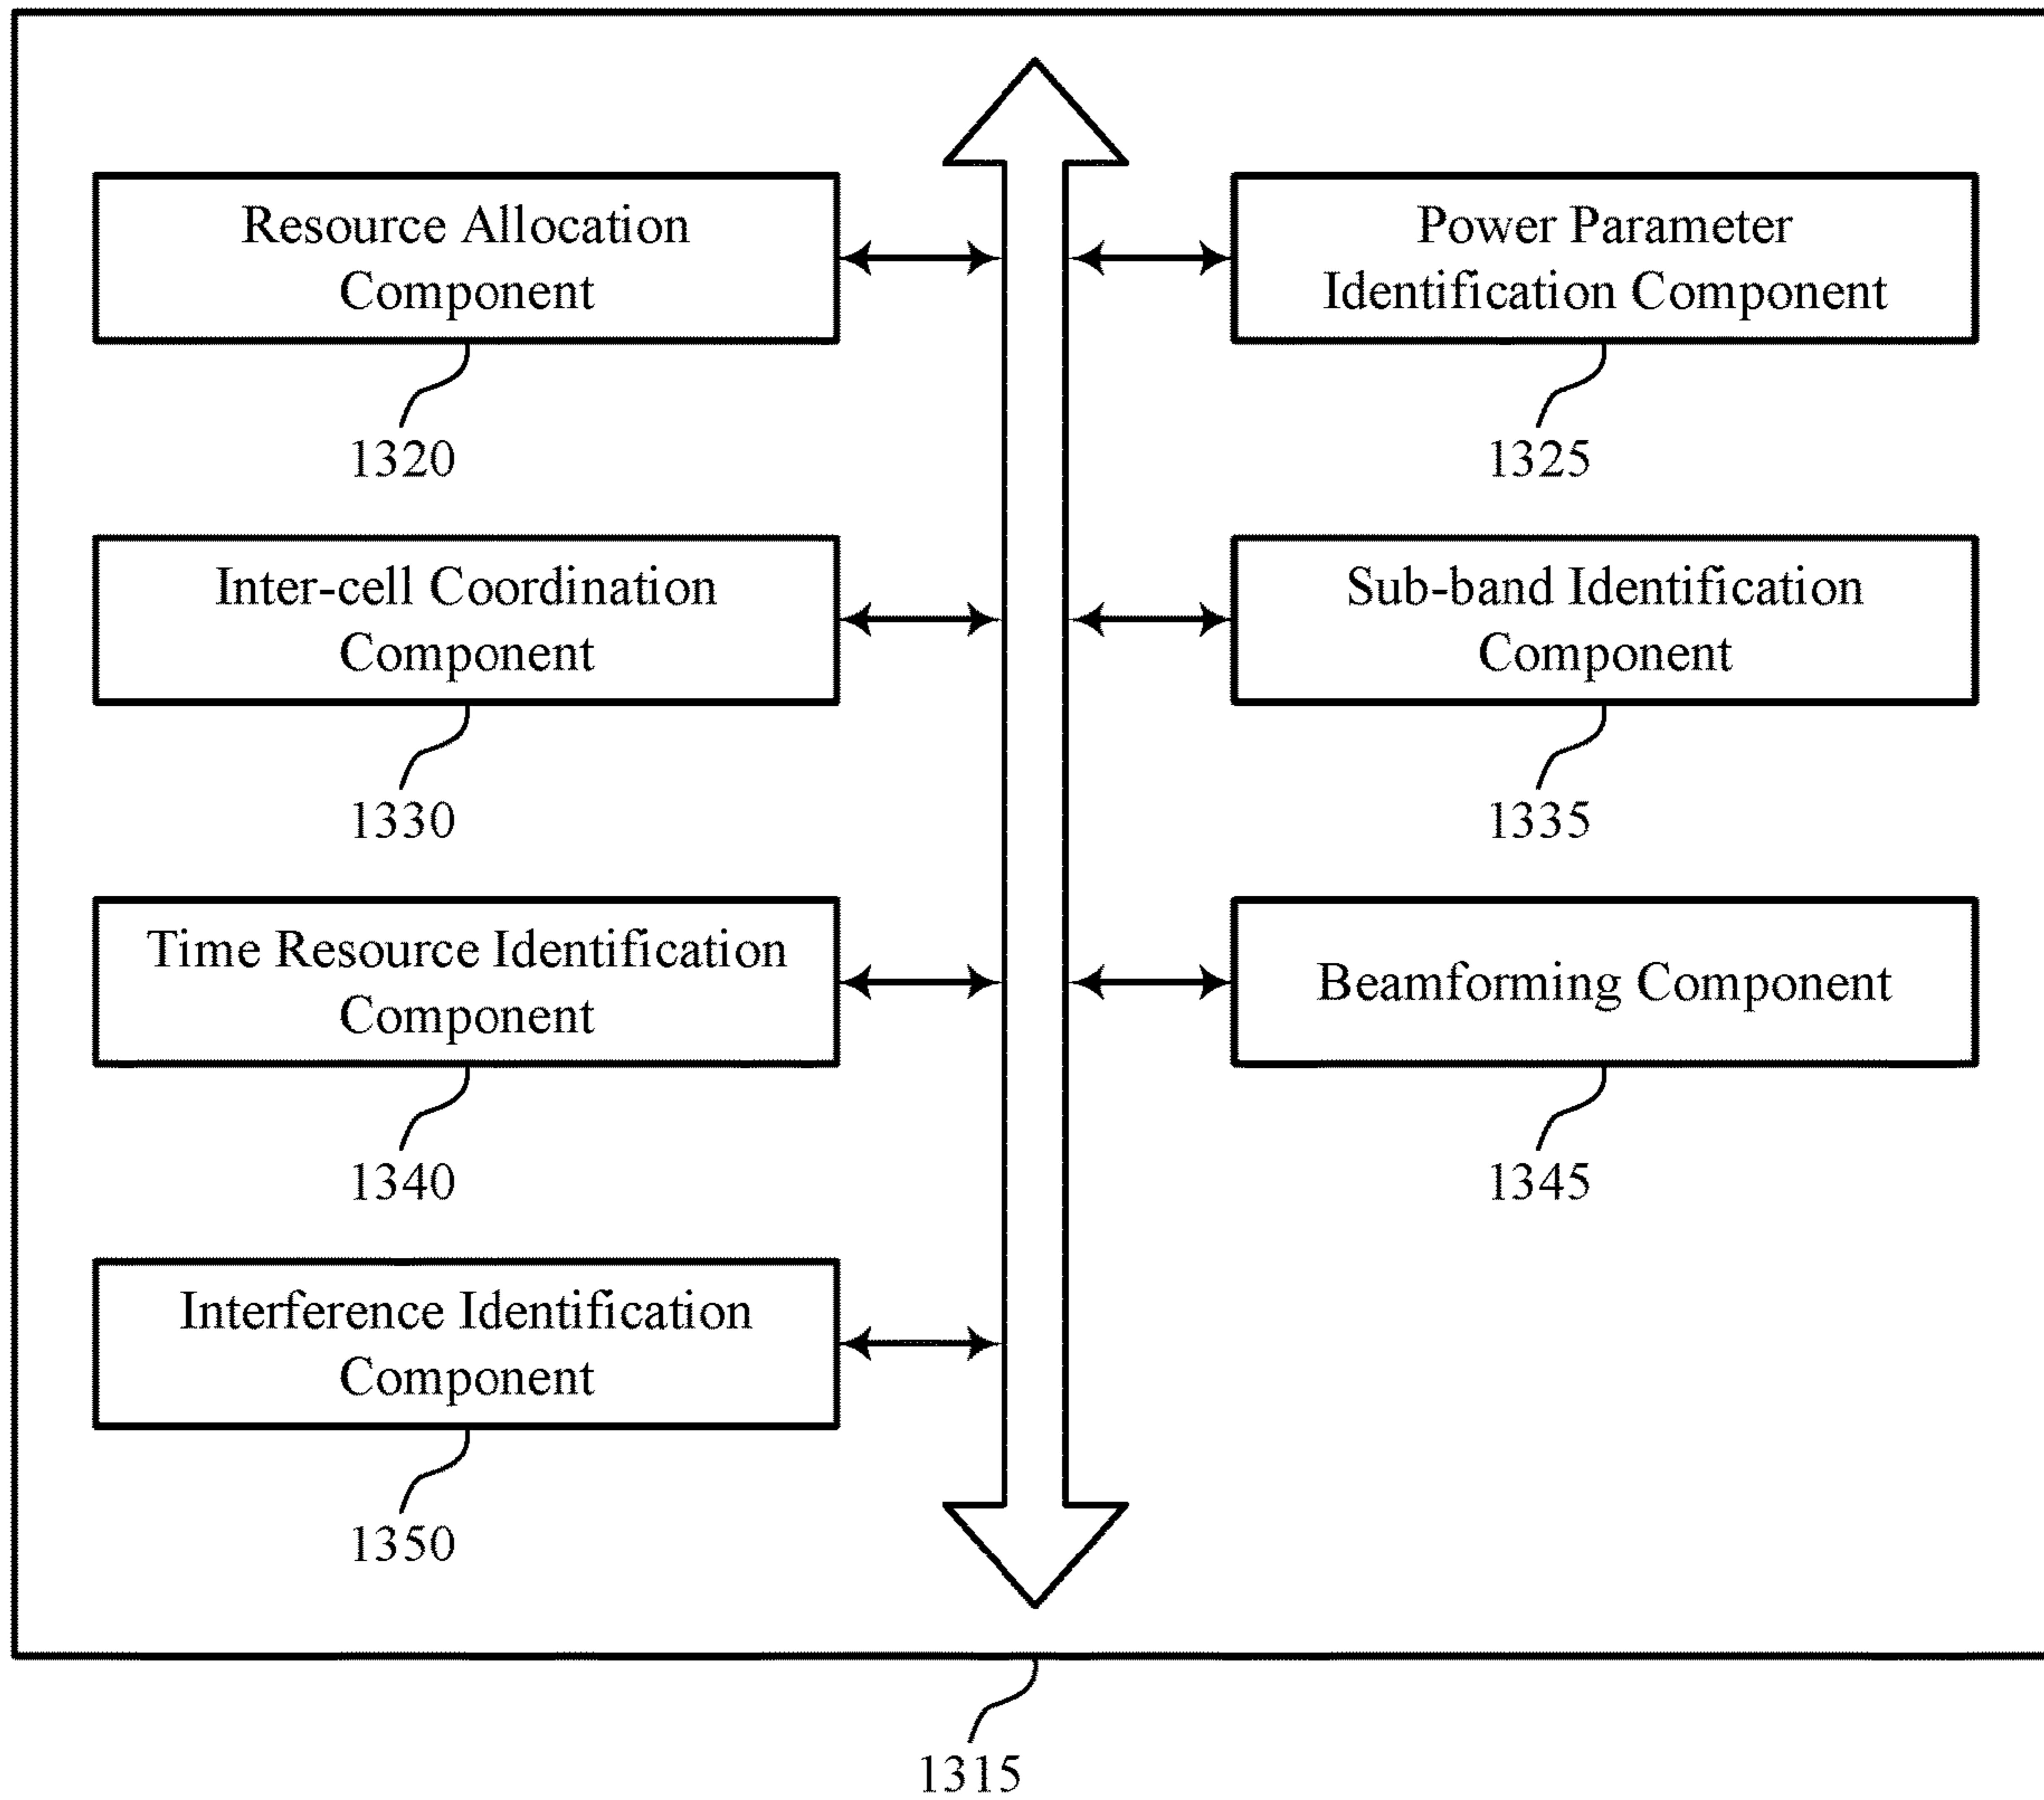 Resource Allocation
Component
1320
Power Parameter
Identification Component
1325
Inter-cell Coordination
Component
1330
Sub-band Identification
Component
1335
Time Resource Identification
Component
1340
Beamforming Component
1345
Interference Identification
Component
1350
1315